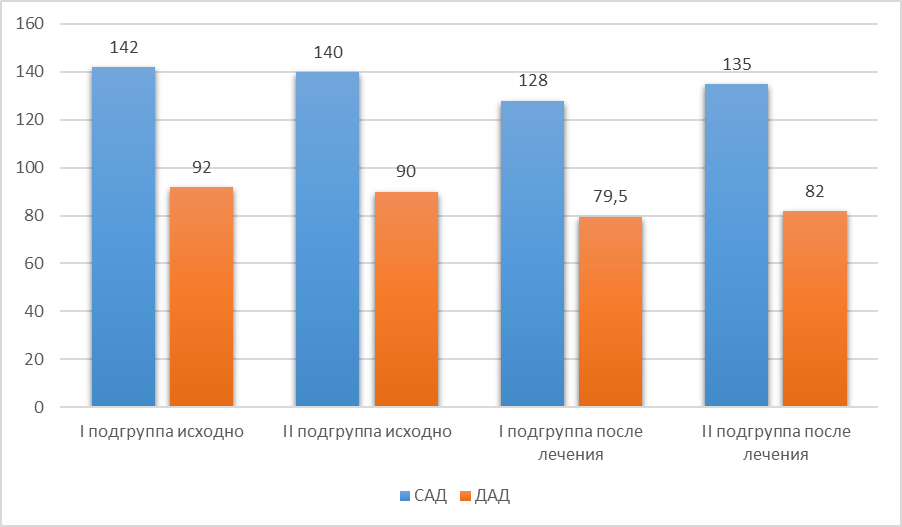 160
140
120
100
80
60
40
20
0
142
92
140
90
128
79,5
135
82
I подгруппа исходно
II подгруппа исходно
I подгруппа после
лечения
II подгруппа после
лечения
САД
ДАД